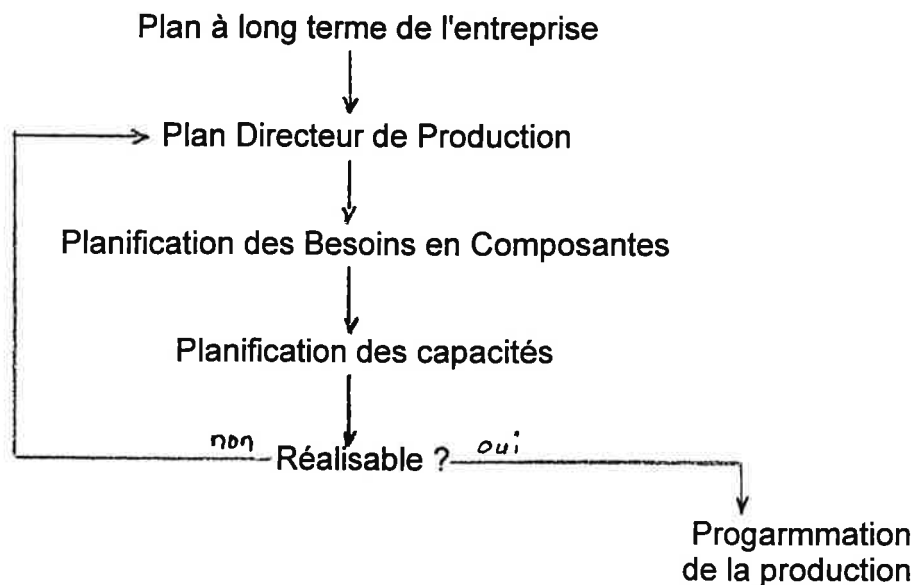 Plan à long terme de l'entreprise
Plan Directeur de Production
Planification des Besoins en Composantes
Planification des capacités
non Réalisable ? oui
Progarmmation
de la production